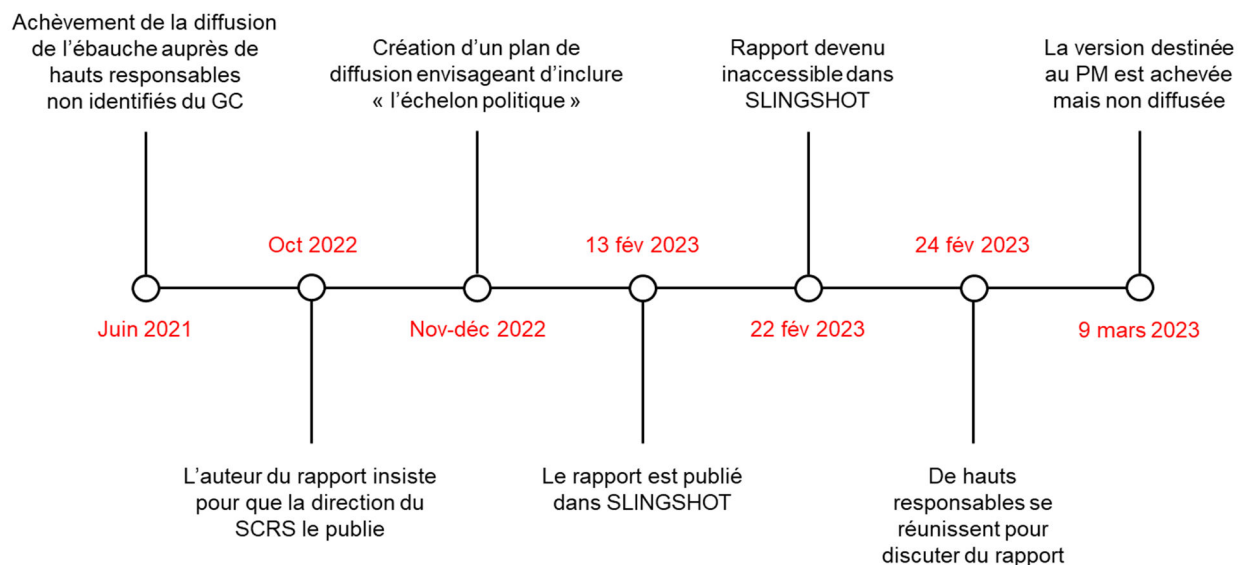 Achèvement de la diffusion
de l’ébauche auprès de
hauts responsables
non identifiés du GC
Création d’un plan de
diffusion envisageant d’inclure
« l’échelon politique »
Rapport devenu
inaccessible dans
SLINGSHOT
La version destinée
au PM est achevée
mais non diffusée
Oct 2022
13 fév 2023
24 fév 2023
Juin 2021
Nov-déc 2022
22 fév 2023
9 mars 2023
L’auteur du rapport insiste
pour que la direction du
SCRS le publie
Le rapport est publié
dans SLINGSHOT
De hauts
responsables se
réunissent pour
discuter du rapport